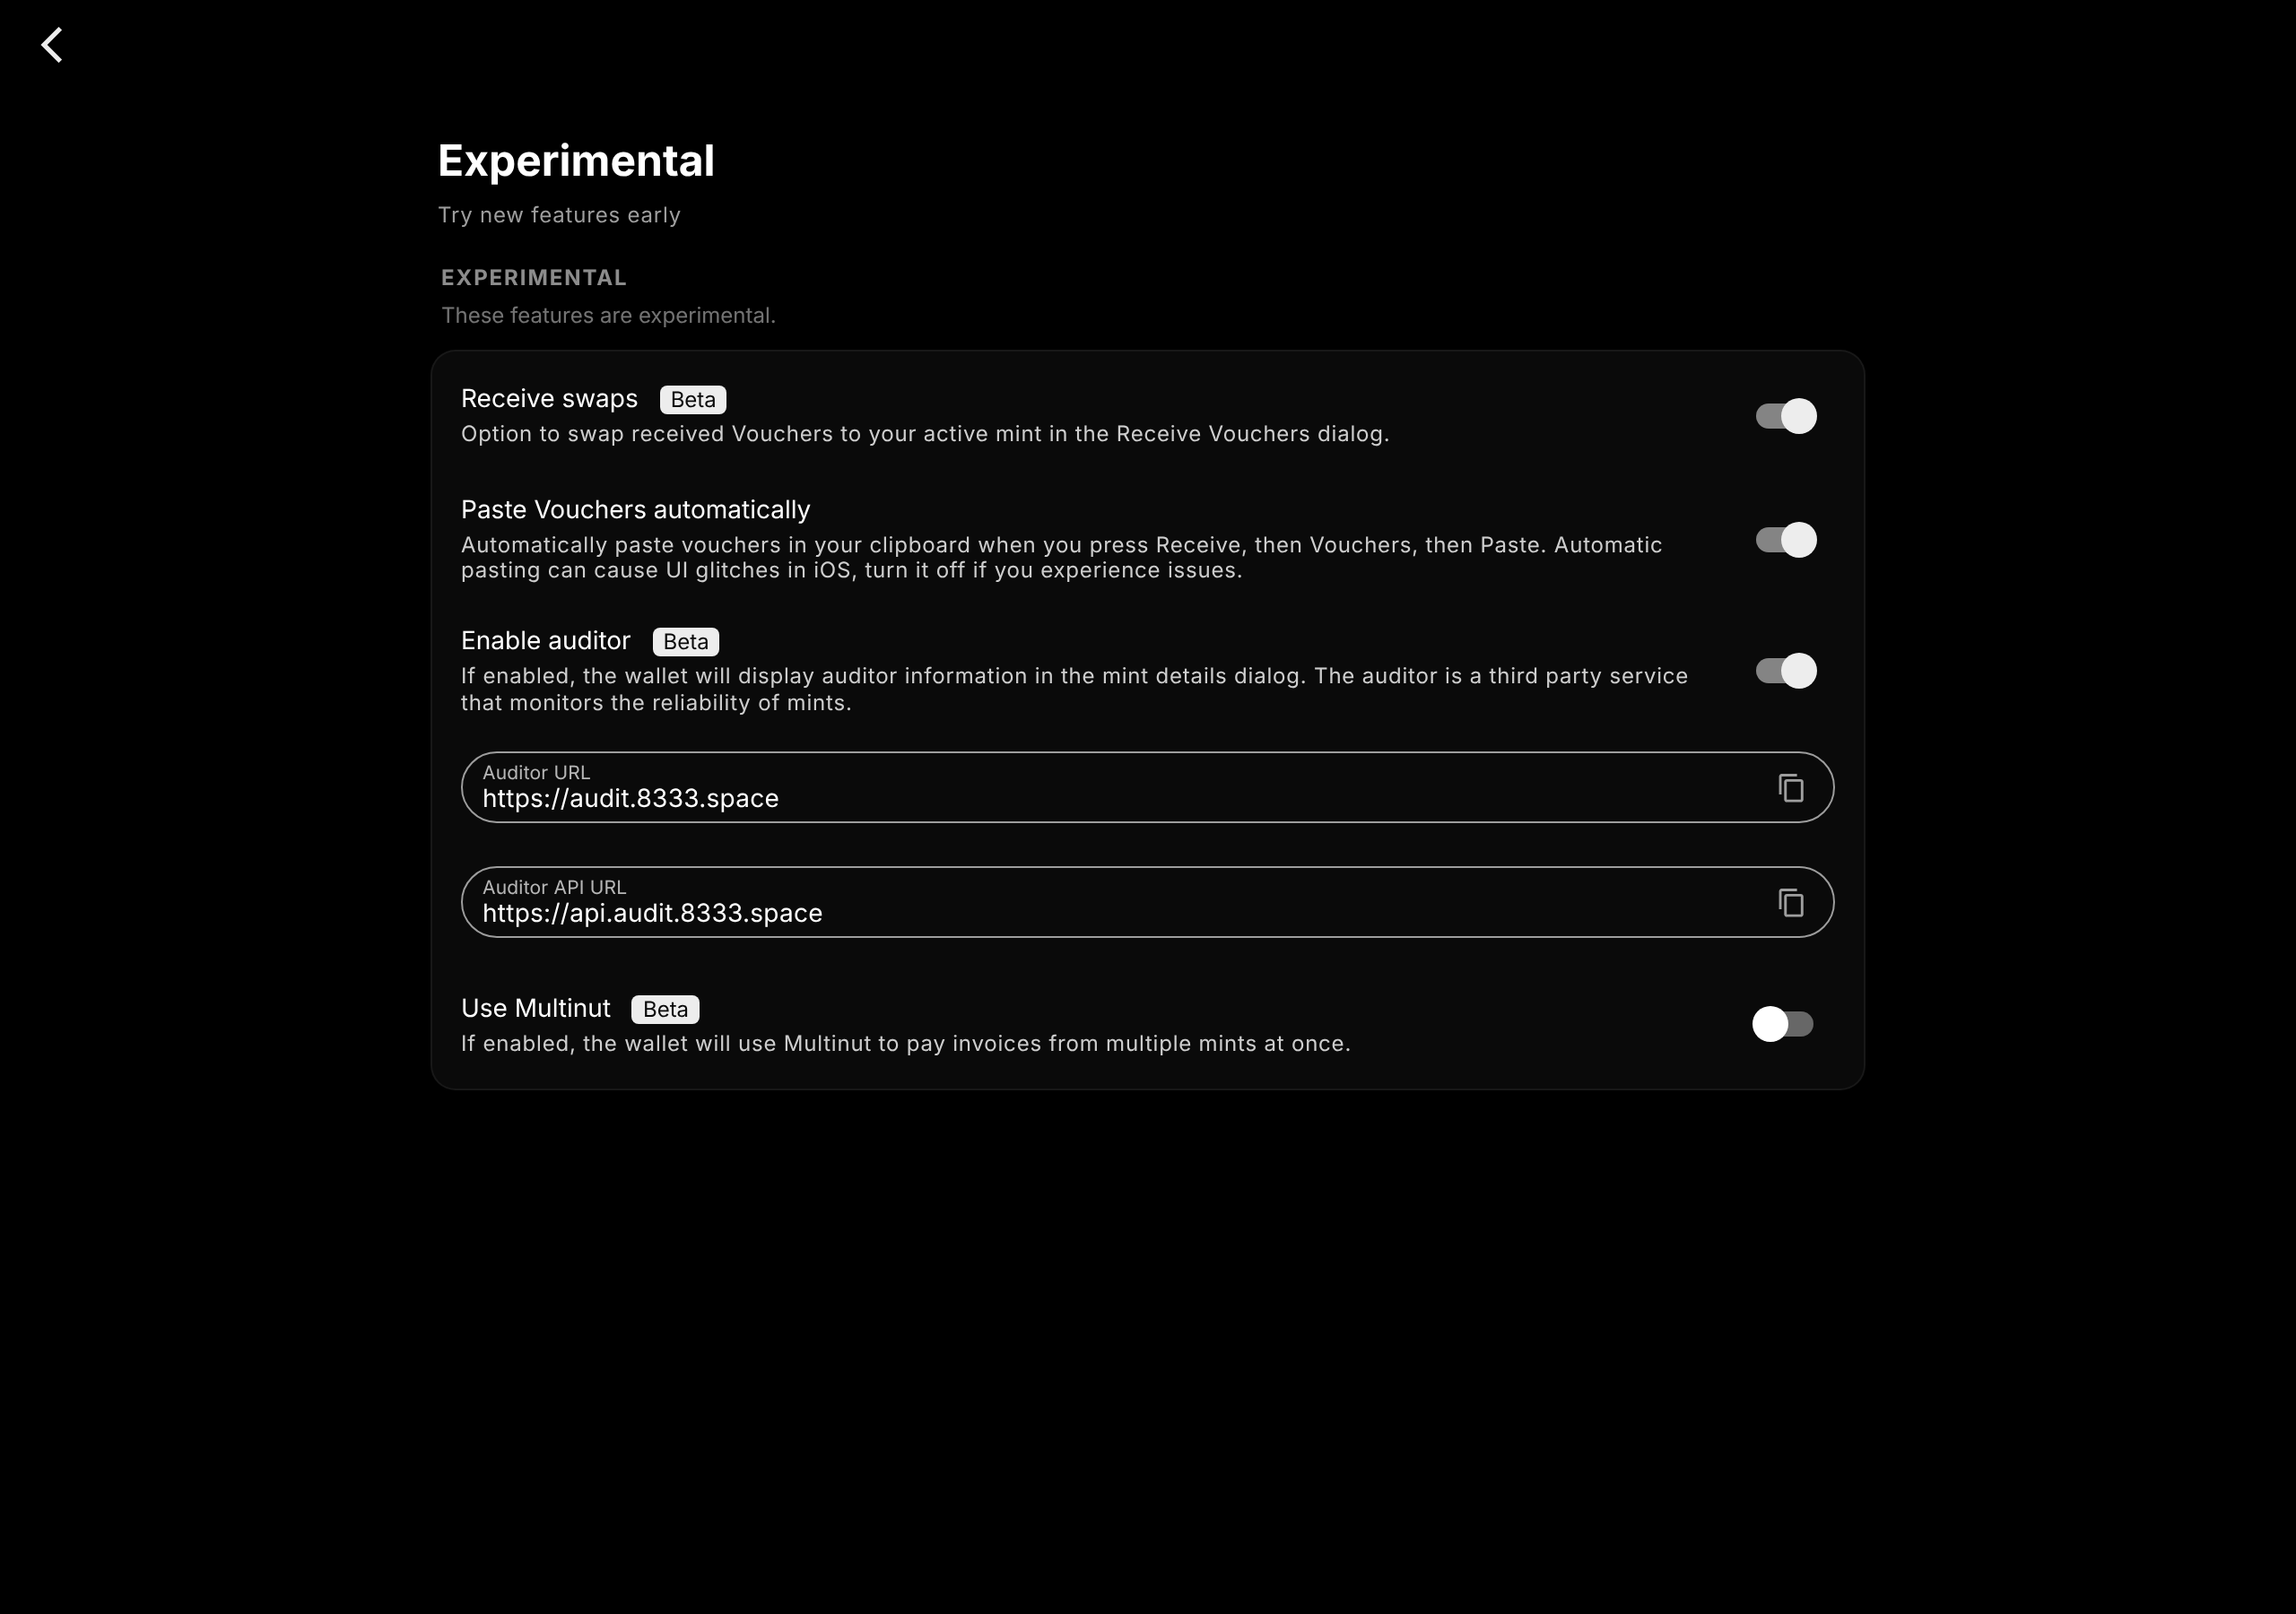 Experimental
Try new features early
EXPERIMENTAL
These features are experimental.
Receive swaps Beta
Option to swap received Vouchers to your active mint in the Receive Vouchers dialog.
Paste Vouchers automatically
Automatically paste vouchers in your clipboard when you press Receive, then Vouchers, then Paste. Automatic
pasting can cause UI glitches in iOS, turn it off if you experience issues.
Enable auditor Beta
If enabled, the wallet will display auditor information in the mint details dialog. The auditor is a third party service
that monitors the reliability of mints.
Auditor URL
https://audit.8333.space
Auditor API URL
https://api.audit.8333.space
Use Multinut Beta
If enabled, the wallet will use Multinut to pay invoices from multiple mints at once.